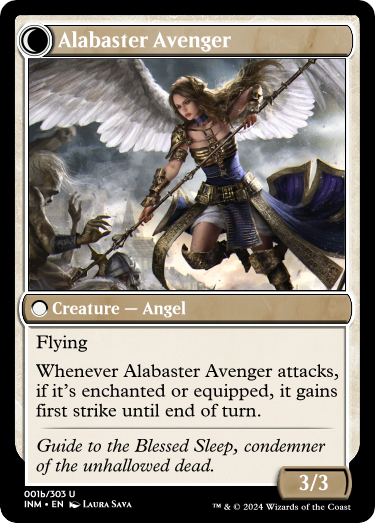 Alabaster Avenger
Creature — Angel
Flying
Whenever Alabaster Avenger attacks,
if it's enchanted or equipped, it gains
first strike until end of turn.
Guide to the Blessed Sleep, condemner
of the unhallowed dead.
3/3
001b/303 U
INM • EN Laura Sava
™ & © 2024 Wizards of the Coast